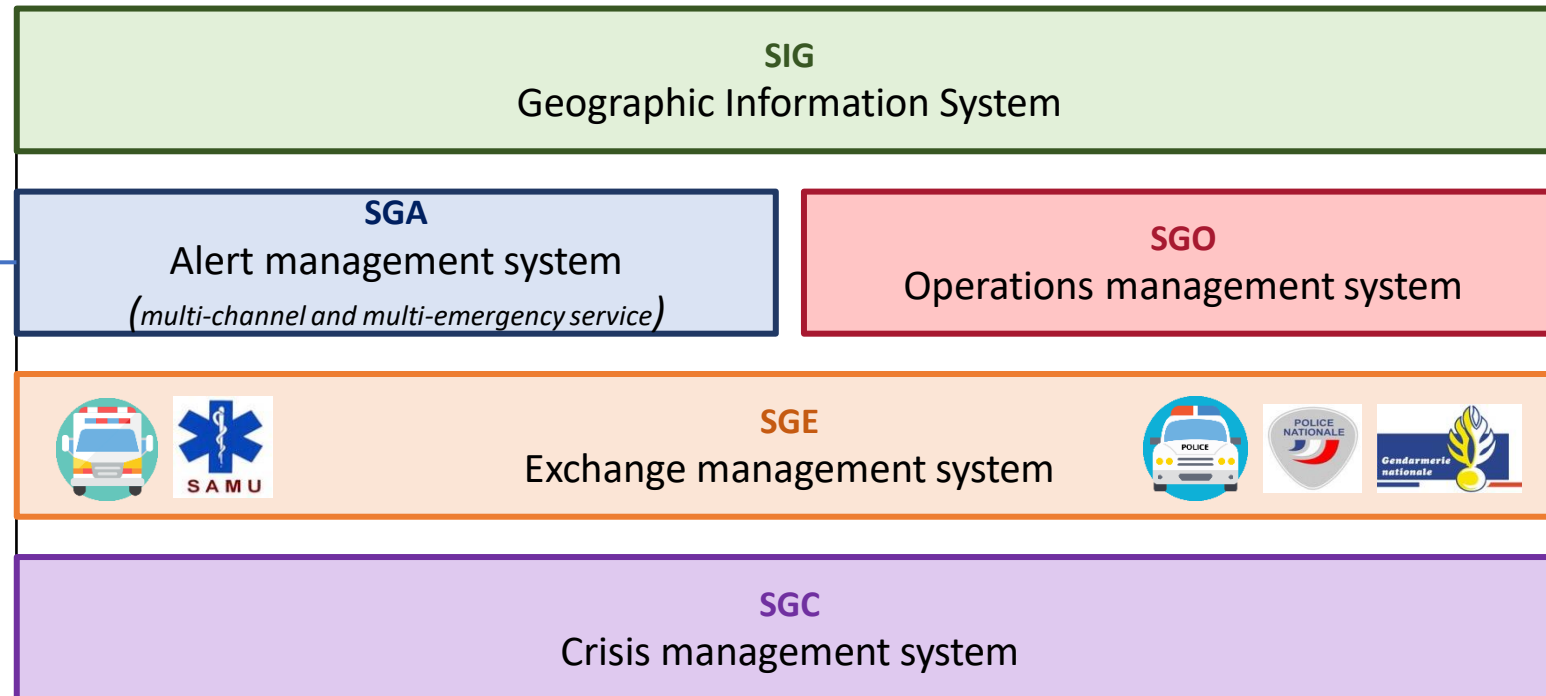 SIG
Geographic Information System
SGA
Alert management system
(multi-channel and multi-emergency service)
SGO
Operations management system
SAMU
SGE
Exchange management system
POLICE
POLICE
NATIONALE
Gendarmerie
nationale
SGC
Crisis management system